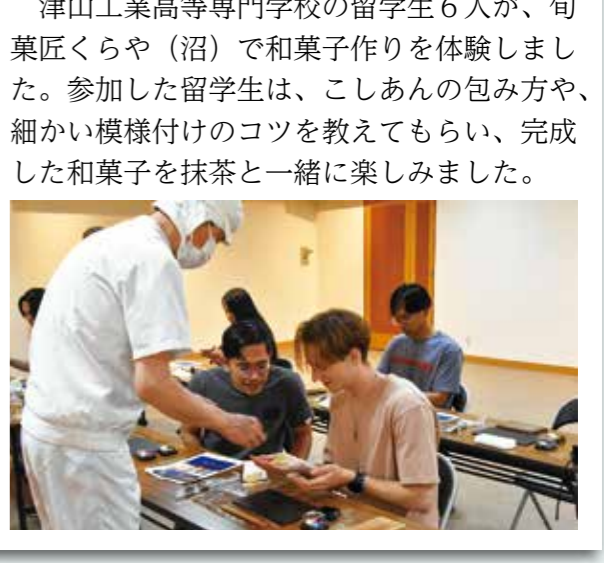 津山工業高等専門学校の留学生６人が、旬
菓匠くらや（沼）で和菓子作りを体験しまし
た。参加した留学生は、こしあんの包み方や、
細かい模様付けのコツを教えてもらい、完成
した和菓子を抹茶と一緒に楽しみました。